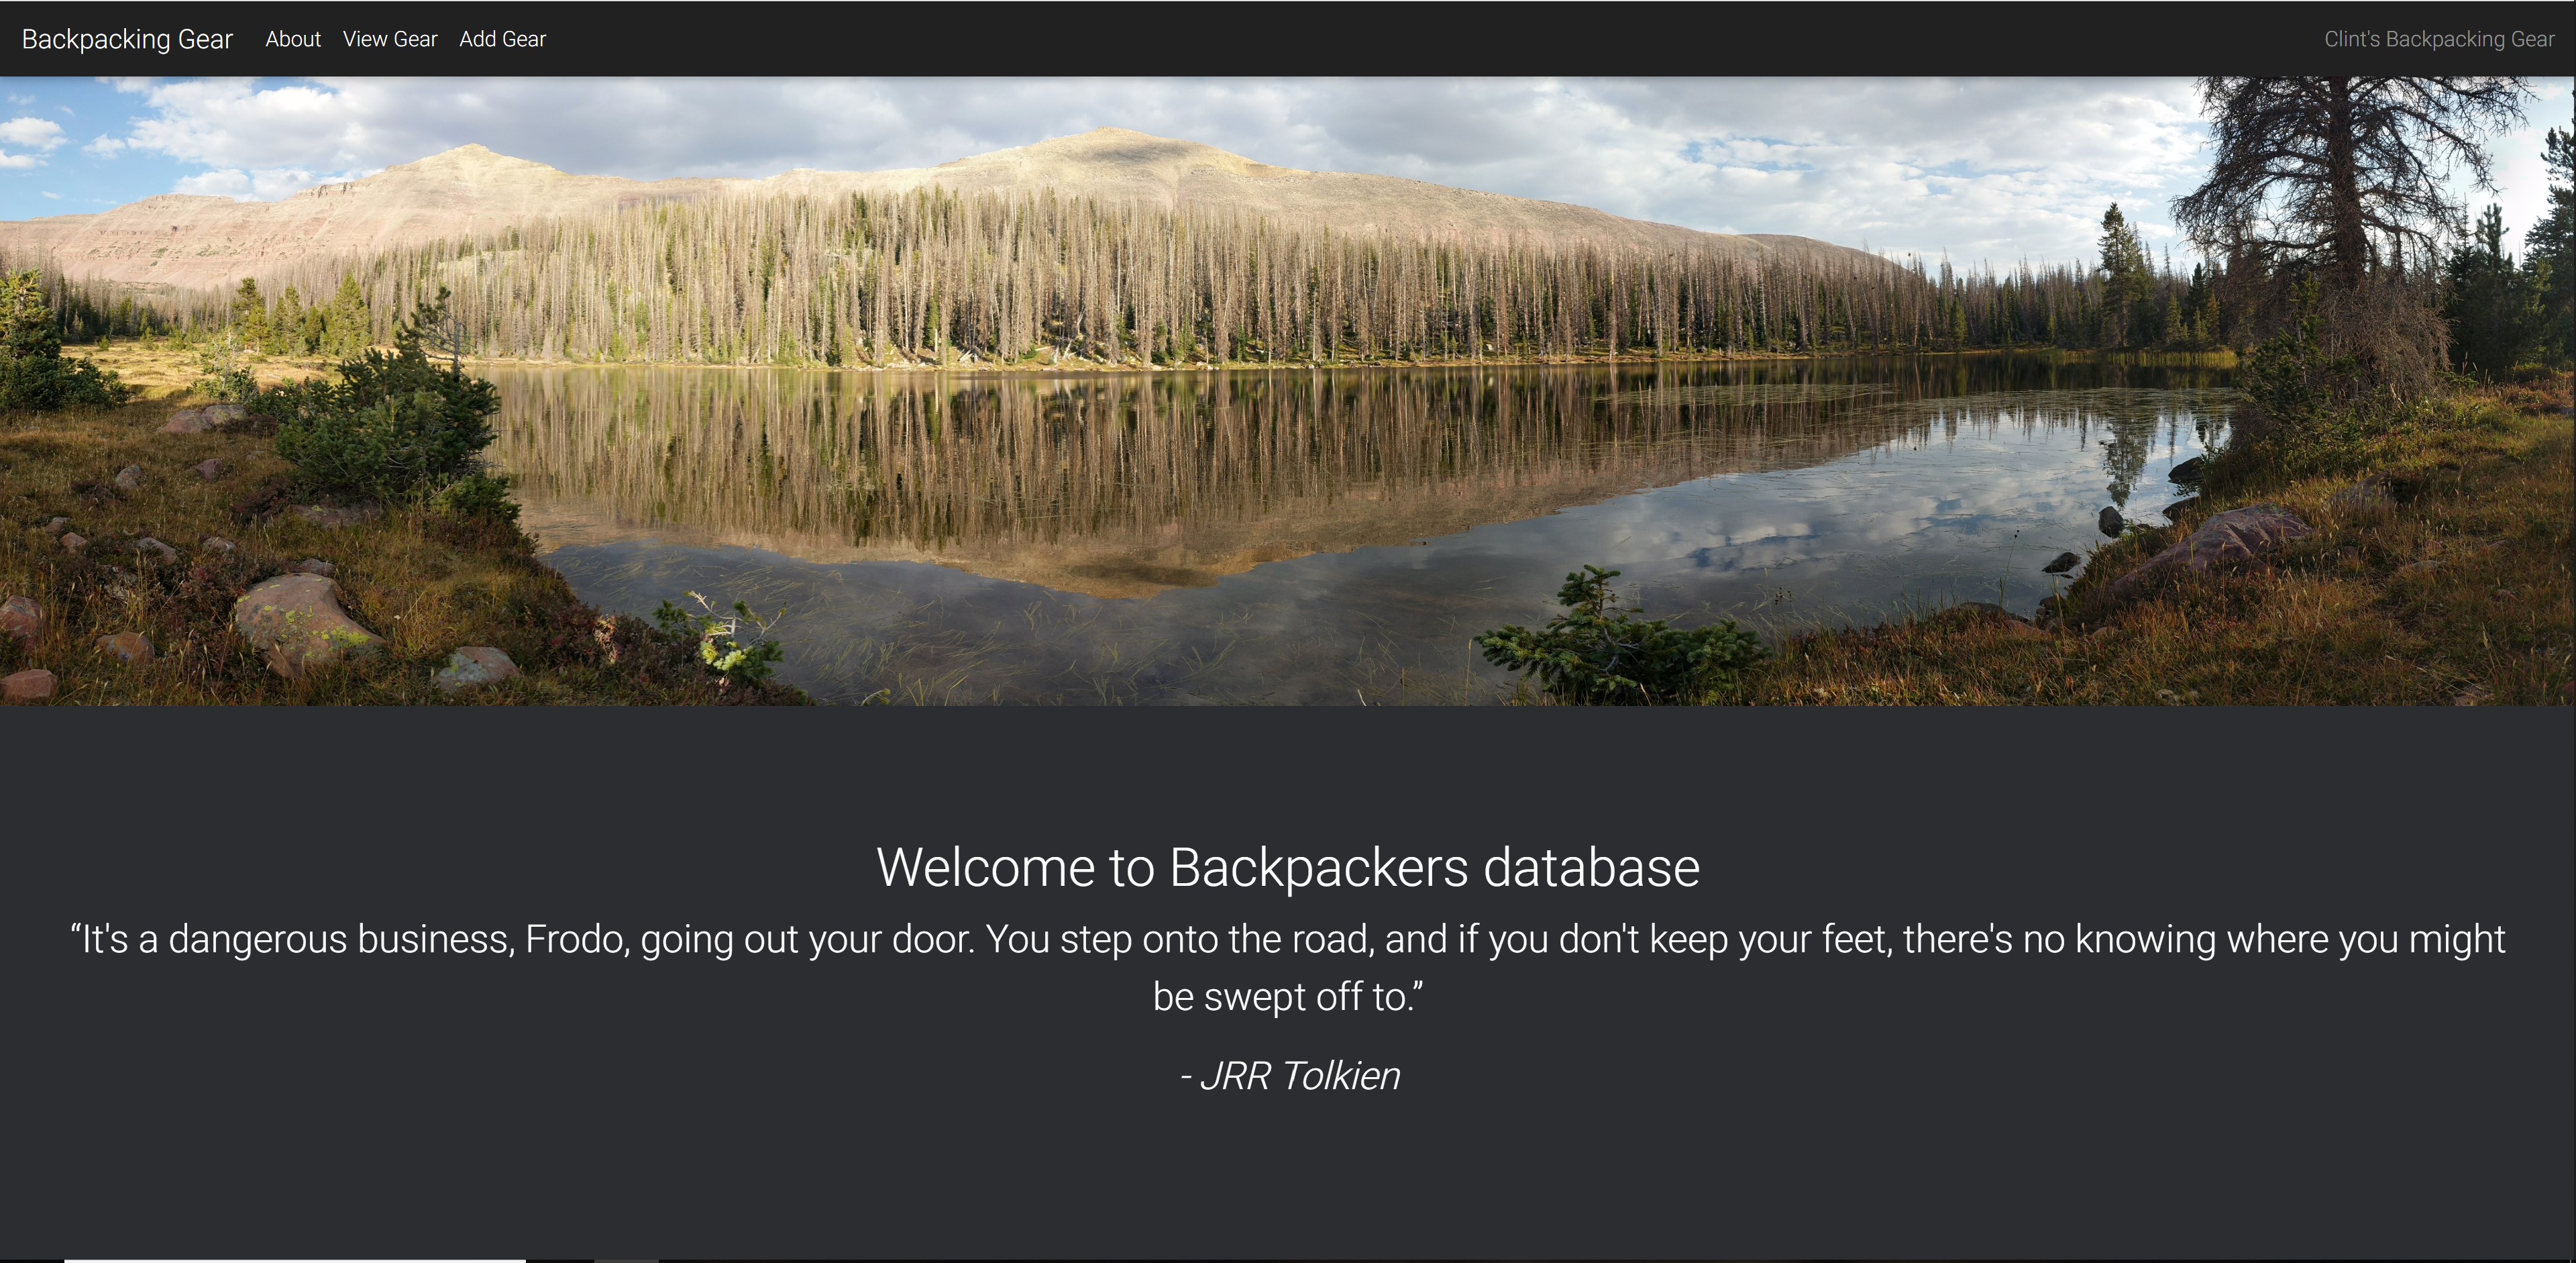 Backpacking Gear About View Gear Add Gear Clint's Backpacking Gear
Welcome to Backpackers database
“It's a dangerous business, Frodo, going out your door. You step onto the road, and if you don't keep your feet, there's no knowing where you might
be swept off to.”
- JRR Tolkien